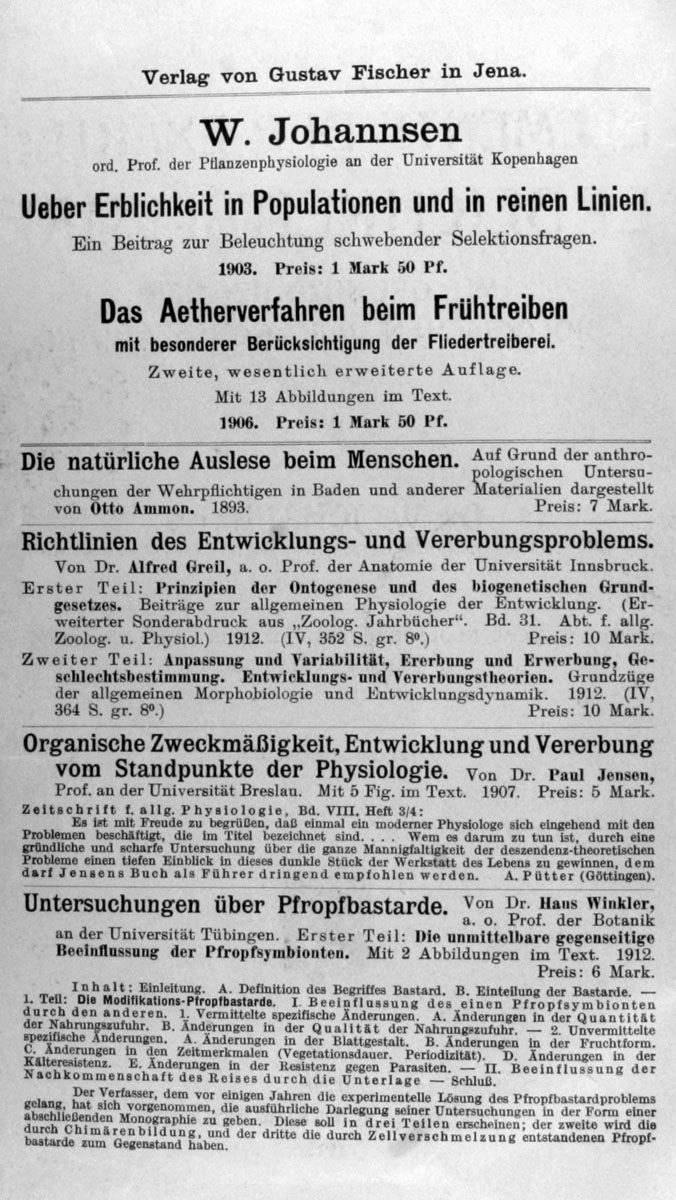 Verlag von Gustav Fischer in Jena.
W. Johannsen
ord. Prof. der Pflanzenphysiologie an der Universität Kopenhagen
Ueber Erblichkeit in Populationen und in reinen Linien.
Ein Beitrag zur Beleuchtung schwebender Selektionsfragen.
1903. Preis: 1 Mark 50 Pf.
Das Aetherverfahren beim Frühtreiben
mit besonderer Berücksichtigung der Fliedertreiberei.
Zweite, wesentlich erweiterte Auflage.
Mit 13 Abbildungen im Text.
1906. Preis: 1 Mark 50 Pf.
Die natürliche Auslese beim Menschen. Auf Grund der anthro-
pologischen Untersu-
chungen der Wehrpflichtigen in Baden und anderer Materialien dargestellt
von Otto Ammon. 1893. Preis: 7 Mark.
Richtlinien des Entwicklungs- und Vererbungsproblems.
Von Dr. Alfred Greil, a. o. Prof. der Anatomie der Universität Innsbruck.
Erster Teil: Prinzipien der Ontogenese und des biogenetischen Grund-
gesetzes. Beiträge zur allgemeinen Physiologie der Entwicklung. (Er-
weiterter Sonderabdruck aus „Zoolog. Jahrbücher“. Bd. 31. Abt. f. allg.
Zoolog. u. Physiol.) 1912. (IV, 352 S. gr. 8⁰.) Preis: 10 Mark.
Zweiter Teil: Anpassung und Variabilität, Ererbung und Erwerbung, Ge-
schlechtsbestimmung. Entwicklungs- und Vererbungstheorien. Grundzüge
der allgemeinen Morphobiologie und Entwicklungsdynamik. 1912. (IV,
364 S. gr. 8⁰.) Preis: 10 Mark.
Organische Zweckmäßigkeit, Entwicklung und Vererbung
vom Standpunkte der Physiologie. Von Dr. Paul Jensen,
Prof. an der Universität Breslau. Mit 5 Fig. im Text. 1907. Preis: 5 Mark.
Zeitschrift f. allg. Physiologie, Bd. VIII, Heft 3/4:
Es ist mit Freude zu begrüßen, daß einmal ein moderner Physiologe sich eingehend mit den
Problemen beschäftigt, die im Titel bezeichnet sind. . . . Wem es darum zu tun ist, durch eine
gründliche und scharfe Untersuchung über die ganze Mannigfaltigkeit der deszendenz-theoretischen
Probleme einen tiefen Einblick in dieses dunkle Stück der Werkstatt des Lebens zu gewinnen, dem
darf Jensens Buch als Führer dringend empfohlen werden. A. Pütter (Göttingen).
Untersuchungen über Pfropfbastarde. Von Dr. Hans Winkler,
a. o. Prof. der Botanik
an der Universität Tübingen. Erster Teil: Die unmittelbare gegenseitige
Beeinflussung der Pfropfsymbionten. Mit 2 Abbildungen im Text. 1912.
Preis: 6 Mark.
Inhalt: Einleitung. A. Definition des Begriffes Bastard. B. Einteilung der Bastarde. —
1. Teil: Die Modifikations-Pfropfbastarde. I. Beeinflussung des einen Pfropfsymbionten
durch den anderen. 1. Vermittelte spezifische Änderungen. A. Änderungen in der Quantität
der Nahrungszufuhr. B. Änderungen in der Qualität der Nahrungszufuhr. — 2. Unvermittelte
spezifische Änderungen. A. Änderungen in der Blattgestalt. B. Änderungen in der Fruchtform.
C. Änderungen in den Zeitmerkmalen (Vegetationsdauer. Periodizität). D. Änderungen in der
Kälteresistenz. E. Änderungen in der Resistenz gegen Parasiten. — II. Beeinflussung der
Nachkommenschaft des Reises durch die Unterlage — Schluß.
Der Verfasser, dem vor einigen Jahren die experimentelle Lösung des Pfropfbastardproblems
gelang, hat sich vorgenommen, die ausführliche Darlegung seiner Untersuchungen in der Form einer
abschließenden Monographie zu geben. Diese soll in drei Teilen erscheinen; der zweite wird die
durch Chimärenbildung, und der dritte die durch Zellverschmelzung entstandenen Pfropf-
bastarde zum Gegenstand haben.